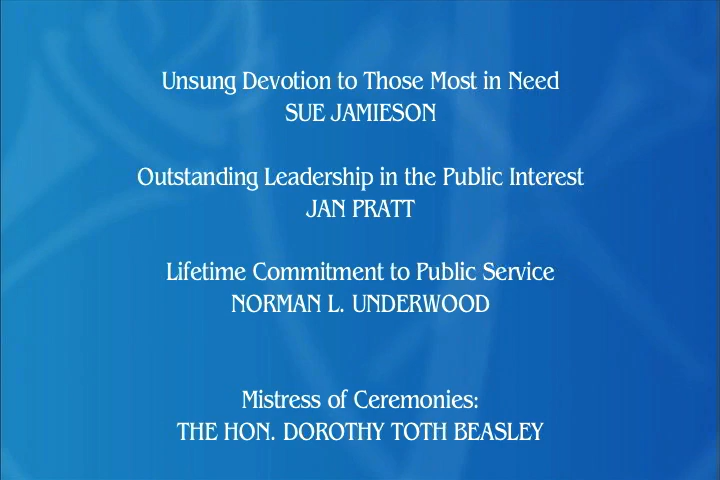 Unsung Devotion to Those Most in Need
SUE JAMIESON
Outstanding Leadership in the Public Interest
JAN PRATT
Lifetime Commitment to Public Service
NORMAN L. UNDERWOOD
Mistress of Ceremonies:
THE HON. DOROTHY TOTH BEASLEY